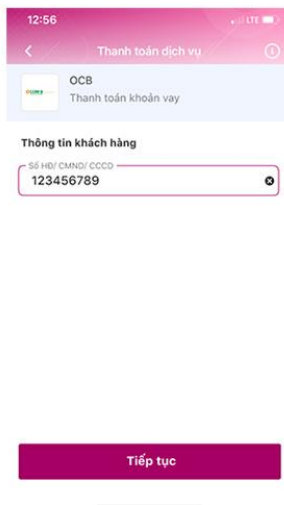 12:56
LTE
Thanh toán dịch vụ
OCB
Thanh toán khoản vay
Thông tin khách hàng
Số HĐ/ CMND/ CCCD
123456789
Tiếp tục